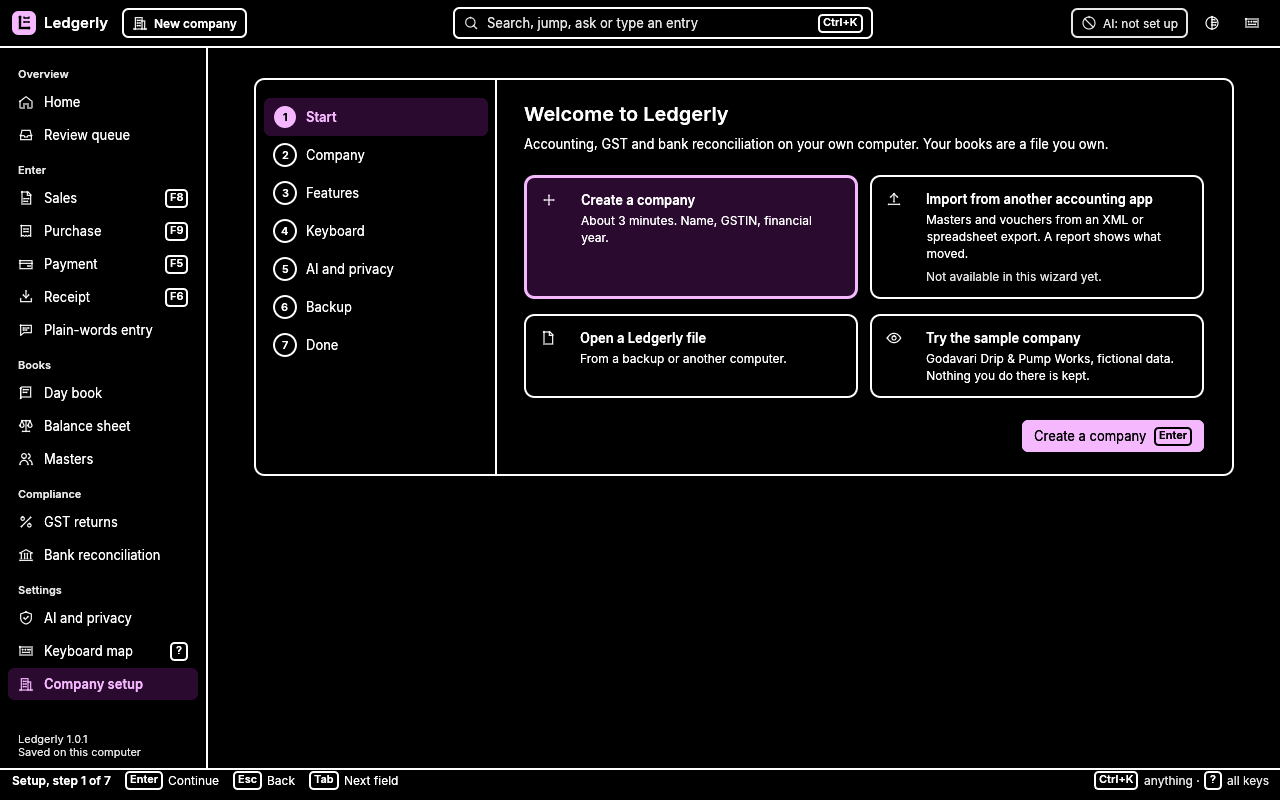 Ledgerly
New company
Search, jump, ask or type an entry
Ctrl+K
AI: not set up
Overview
Home
Review queue
Enter
Sales F8
Purchase F9
Payment F5
Receipt F6
Plain-words entry
Books
Day book
Balance sheet
Masters
Compliance
GST returns
Bank reconciliation
Settings
AI and privacy
Keyboard map ?
Company setup
Ledgerly 1.0.1
Saved on this computer
1 Start
2 Company
3 Features
4 Keyboard
5 AI and privacy
6 Backup
7 Done
Welcome to Ledgerly
Accounting, GST and bank reconciliation on your own computer. Your books are a file you own.
Create a company
About 3 minutes. Name, GSTIN, financial
year.
Import from another accounting app
Masters and vouchers from an XML or
spreadsheet export. A report shows what
moved.
Not available in this wizard yet.
Open a Ledgerly file
From a backup or another computer.
Try the sample company
Godavari Drip & Pump Works, fictional data.
Nothing you do there is kept.
Create a company Enter
Setup, step 1 of 7 Enter Continue Esc Back Tab Next field
Ctrl+K anything · ? all keys